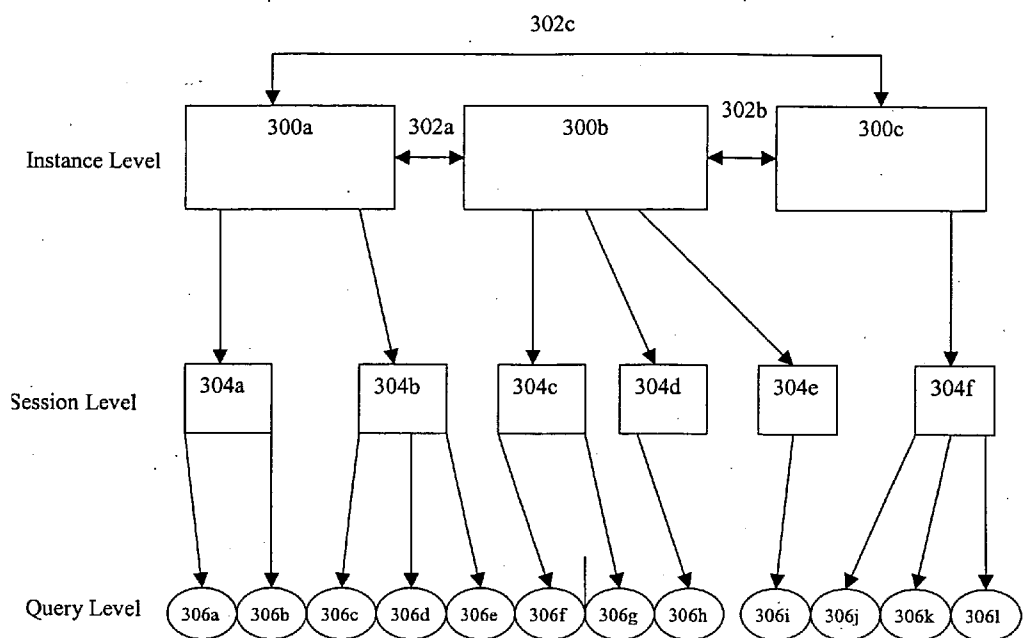 302c
300a
302a
300b
302b
300c
Instance Level
304a
304b
304c
304d
304e
304f
Session Level
Query Level
306a
306b
306c
306d
306e
306f
306g
306h
306i
306j
306k
306l